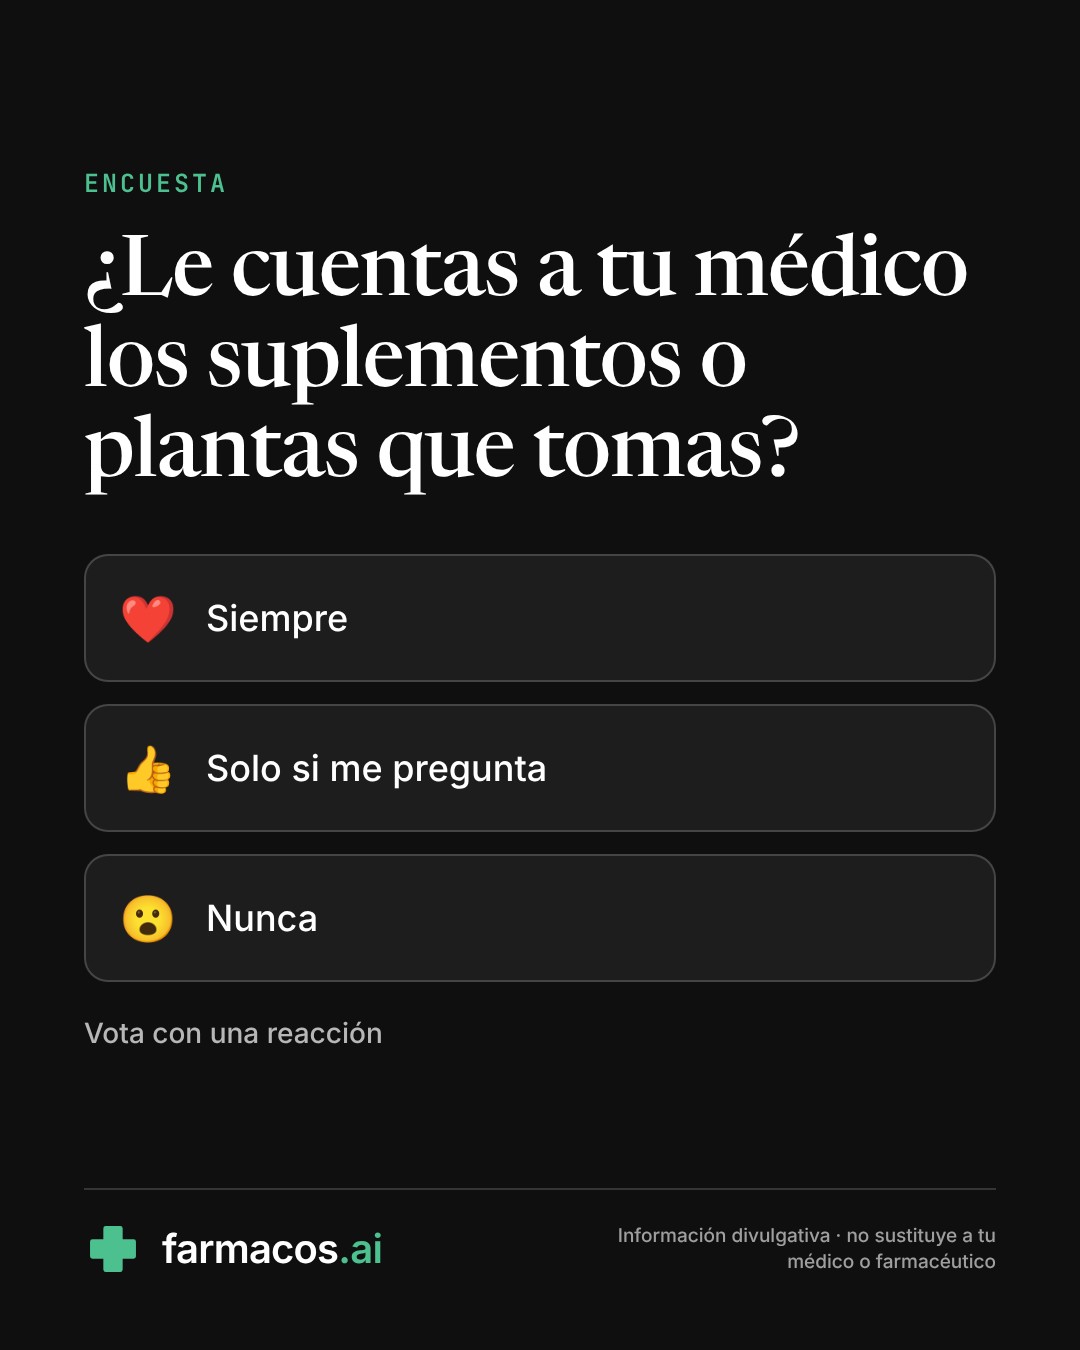 ENCUESTA
¿Le cuentas a tu médico
los suplementos o
plantas que tomas?
❤️ Siempre
👍 Solo si me pregunta
😮 Nunca
Vota con una reacción
farmacos.ai
Información divulgativa · no sustituye a tu
médico o farmacéutico